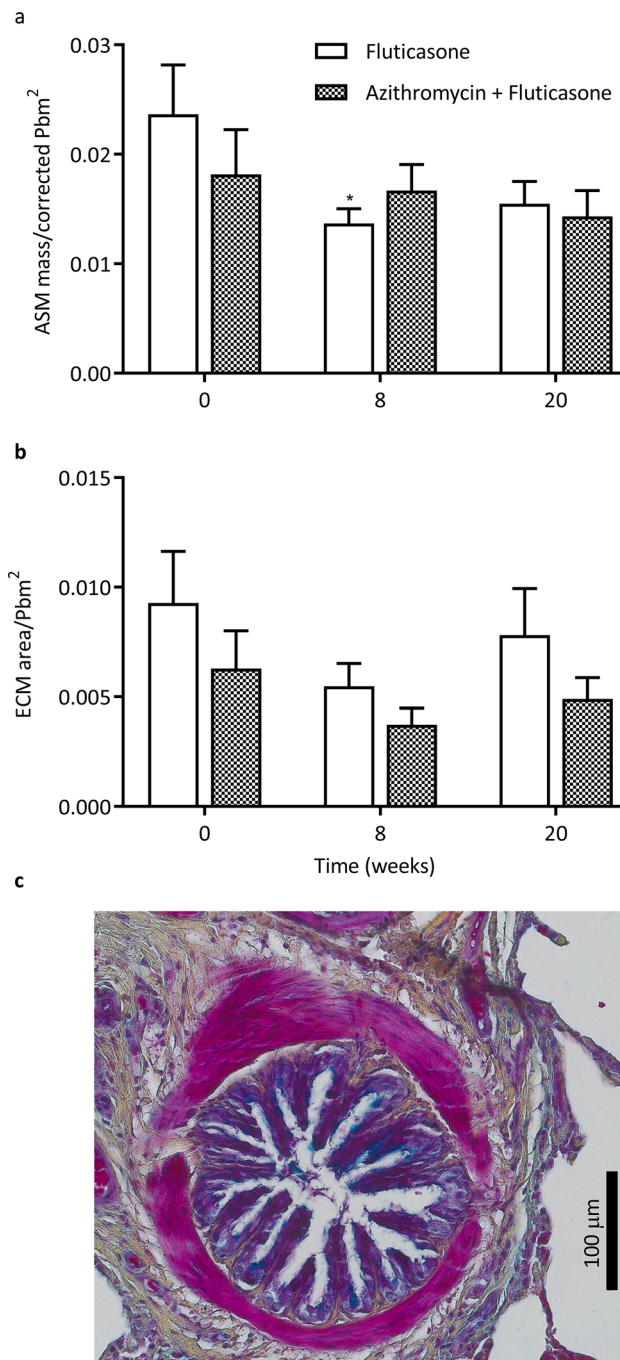 a
0.03
0.02
0.01
0.00
ASM mass/corrected Pbm²
Fluticasone
Azithromycin + Fluticasone
*
0 8 20
b
0.015
0.010
0.005
0.000
ECM area/Pbm²
0 8 20
Time (weeks)
c
100 μm